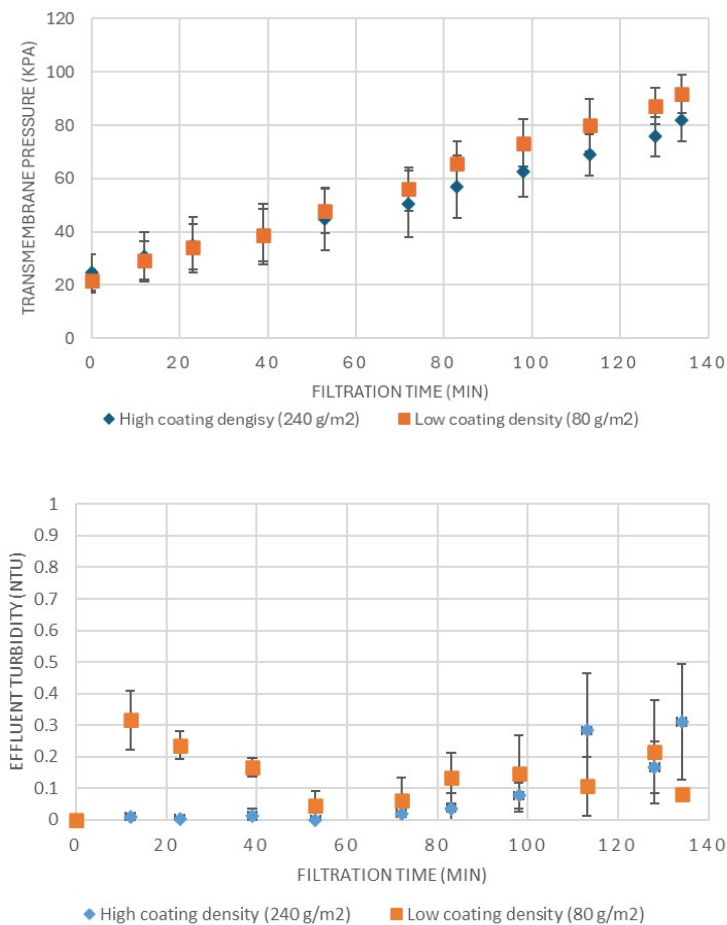 120
100
80
60
40
20
0
TRANSMEMBRANE PRESSURE (KPA)
0 20 40 60 80 100 120 140
FILTRATION TIME (MIN)
High coating dengisy (240 g/m2) Low coating density (80 g/m2)
1
0.9
0.8
0.7
0.6
0.5
0.4
0.3
0.2
0.1
0
EFFLUENT TURBIDITY (NTU)
0 20 40 60 80 100 120 140
FILTRATION TIME (MIN)
High coating density (240 g/m2) Low coating density (80 g/m2)